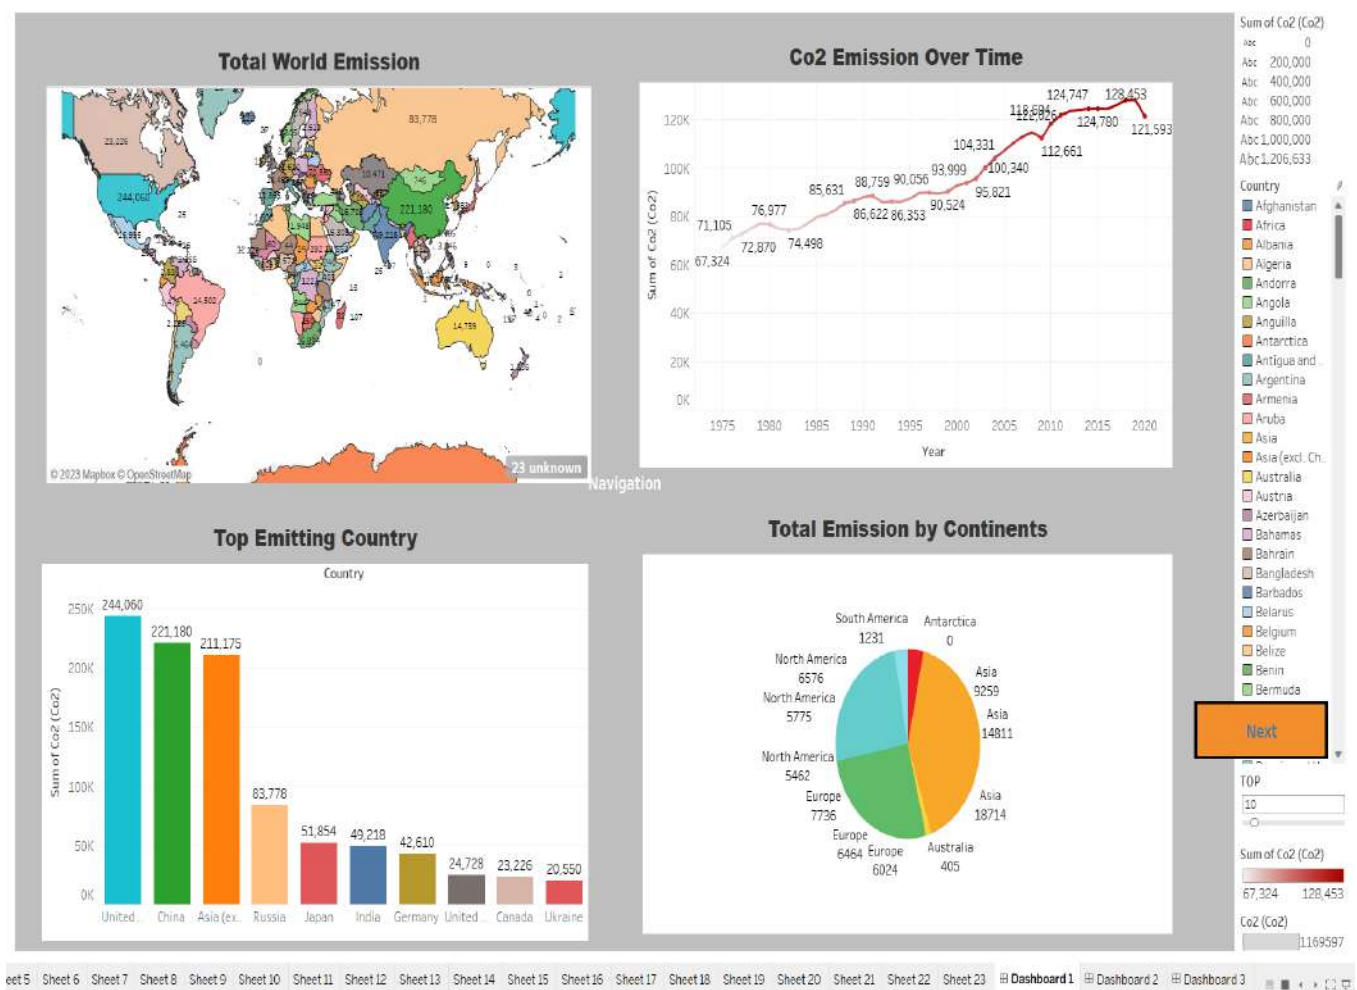 Total World Emission
23,226
83,778
10,471
746
244,060
221,180
1,948
14,502
14,759
107
0
© 2023 Mapbox © OpenStreetMap
23 unknown
Navigation
Co2 Emission Over Time
Sum of Co2 (Co2)
120K
100K
80K
60K
40K
20K
0K
67,324
71,105
72,870
76,977
74,498
85,631
86,622
88,759
86,353
90,056
90,524
93,999
95,821
104,331
100,340
112,661
124,747
124,780
128,453
121,593
1975 1980 1985 1990 1995 2000 2005 2010 2015 2020
Year
Top Emitting Country
Country
Sum of Co2 (Co2)
250K
200K
150K
100K
50K
0K
244,060
221,180
211,175
83,778
51,854
49,218
42,610
24,728
23,226
20,550
United.. China Asia (ex.. Russia Japan India Germany United .. Canada Ukraine
Total Emission by Continents
South America
1231
Antarctica
0
North America
6576
Asia
9259
North America
5775
Asia
14811
North America
5462
Europe
7736
Asia
18714
Europe
6464
Europe
6024
Australia
405
Sum of Co2 (Co2)
Abc 0
Abc 200,000
Abc 400,000
Abc 600,000
Abc 800,000
Abc 1,000,000
Abc 1,206,633
Country
Afghanistan
Africa
Albania
Algeria
Andorra
Angola
Anguilla
Antarctica
Antigua and ..
Argentina
Armenia
Aruba
Asia
Asia (excl. Ch..
Australia
Austria
Azerbaijan
Bahamas
Bahrain
Bangladesh
Barbados
Belarus
Belgium
Belize
Benin
Bermuda
Next
TOP
10
Sum of Co2 (Co2)
67,324 128,453
Co2 (Co2)
1169597
eet 5 Sheet 6 Sheet 7 Sheet 8 Sheet 9 Sheet 10 Sheet 11 Sheet 12 Sheet 13 Sheet 14 Sheet 15 Sheet 16 Sheet 17 Sheet 18 Sheet 19 Sheet 20 Sheet 21 Sheet 22 Sheet 23 Dashboard 1 Dashboard 2 Dashboard 3